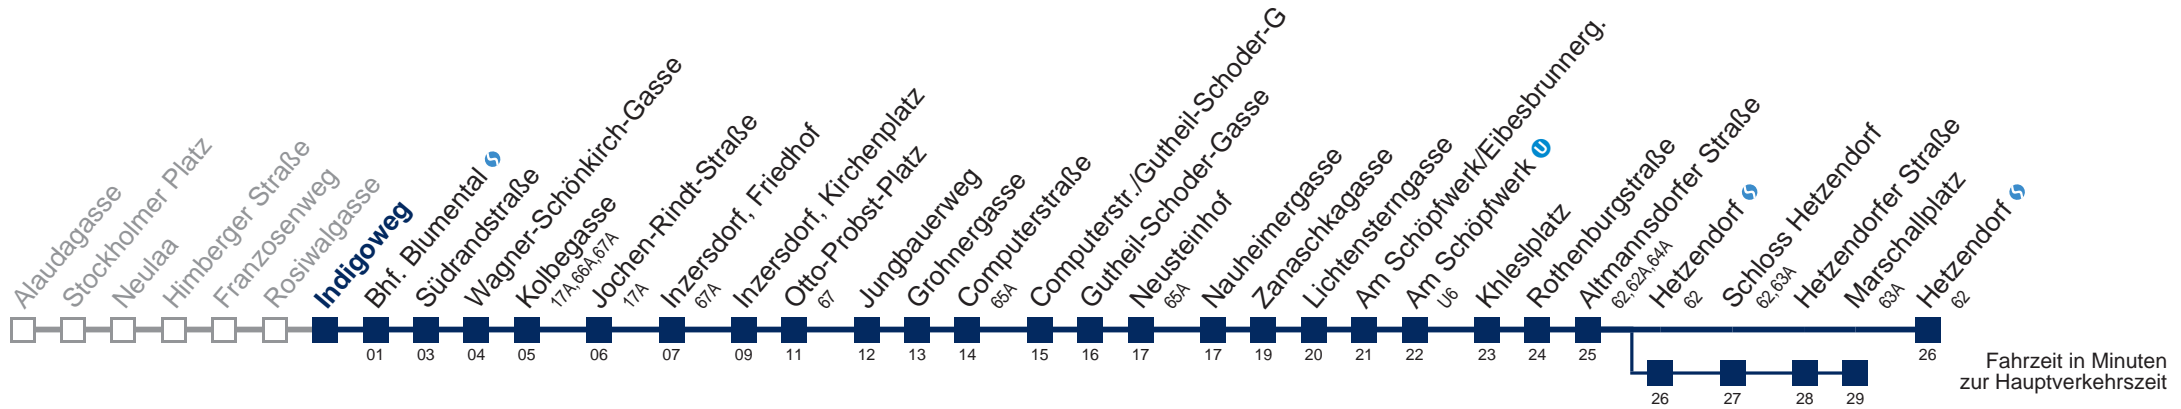 Alaudagasse
Stockholmer Platz
Neulaa
Himberger Straße
Franzosenweg
Rosiwalgasse
Indigoweg
Bhf. Blumental
Südrandstraße
Wagner-Schönkirch-Gasse
Kolbegasse
17A,66A,67A
Jochen-Rindt-Straße
17A
Inzersdorf, Friedhof
67A
Inzersdorf, Kirchenplatz
Otto-Probst-Platz
67
Jungbauerweg
Grohnergasse
Computerstraße
65A
Computerstr./Gutheil-Schoder-G
Gutheil-Schoder-Gasse
Neusteinhof
65A
Nauheimergasse
Zanaschkagasse
Lichtensterngasse
Am Schöpfwerk/Eibesbrunnerg.
Am Schöpfwerk U
U6
Khleslplatz
Rothenburgstraße
Altmannsdorfer Straße
62,62A,64A
Hetzendorf
62
Schloss Hetzendorf
62,63A
Hetzendorfer Straße
Marschallplatz
63A
Hetzendorf
62
01 03 04 05 06 07 09 11 12 13 14 15 16 17 17 19 20 21 22 23 24 25 26
26 27 28 29
Fahrzeit in Minuten
zur Hauptverkehrszeit